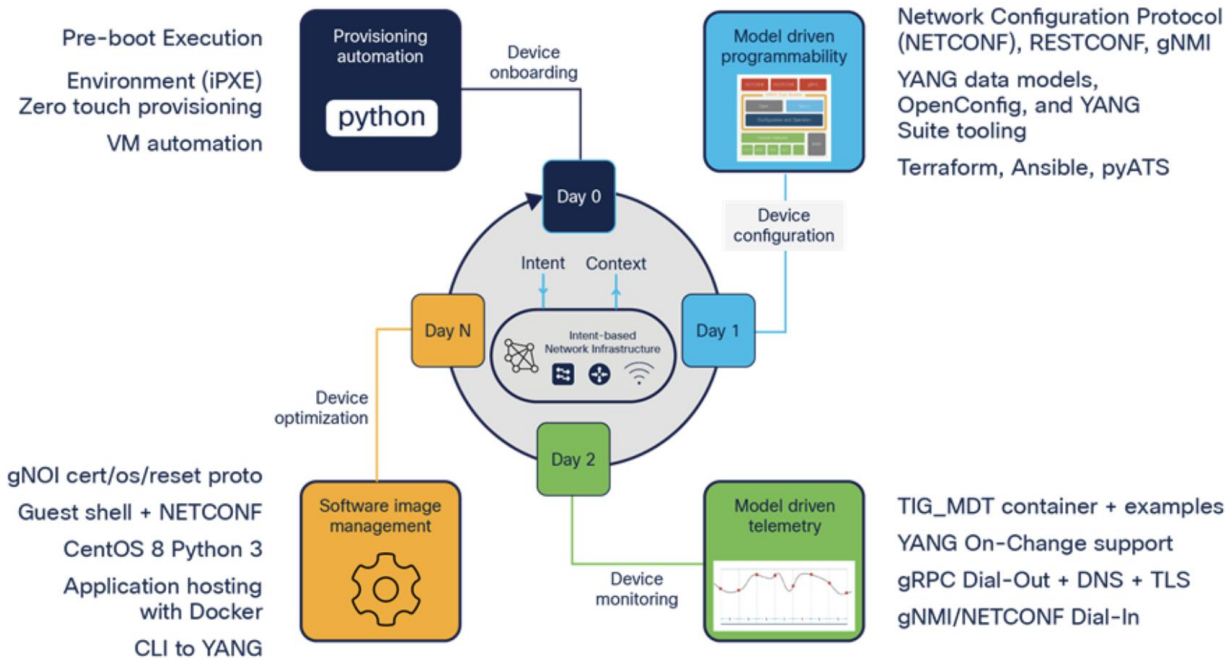 Pre-boot Execution
Environment (iPXE)
Zero touch provisioning
VM automation
Provisioning
automation
python
Device
onboarding
Model driven
programmability
Network Configuration Protocol
(NETCONF), RESTCONF, gNMI
YANG data models,
OpenConfig, and YANG
Suite tooling
Terraform, Ansible, pyATS
Day 0
Device
configuration
Intent
Context
Day N
Intent-based
Network Infrastructure
Day 1
Device
optimization
Day 2
gNOI cert/os/reset proto
Guest shell + NETCONF
CentOS 8 Python 3
Application hosting
with Docker
CLI to YANG
Software image
management
Device
monitoring
Model driven
telemetry
TIG_MDT container + examples
YANG On-Change support
gRPC Dial-Out + DNS + TLS
gNMI/NETCONF Dial-In